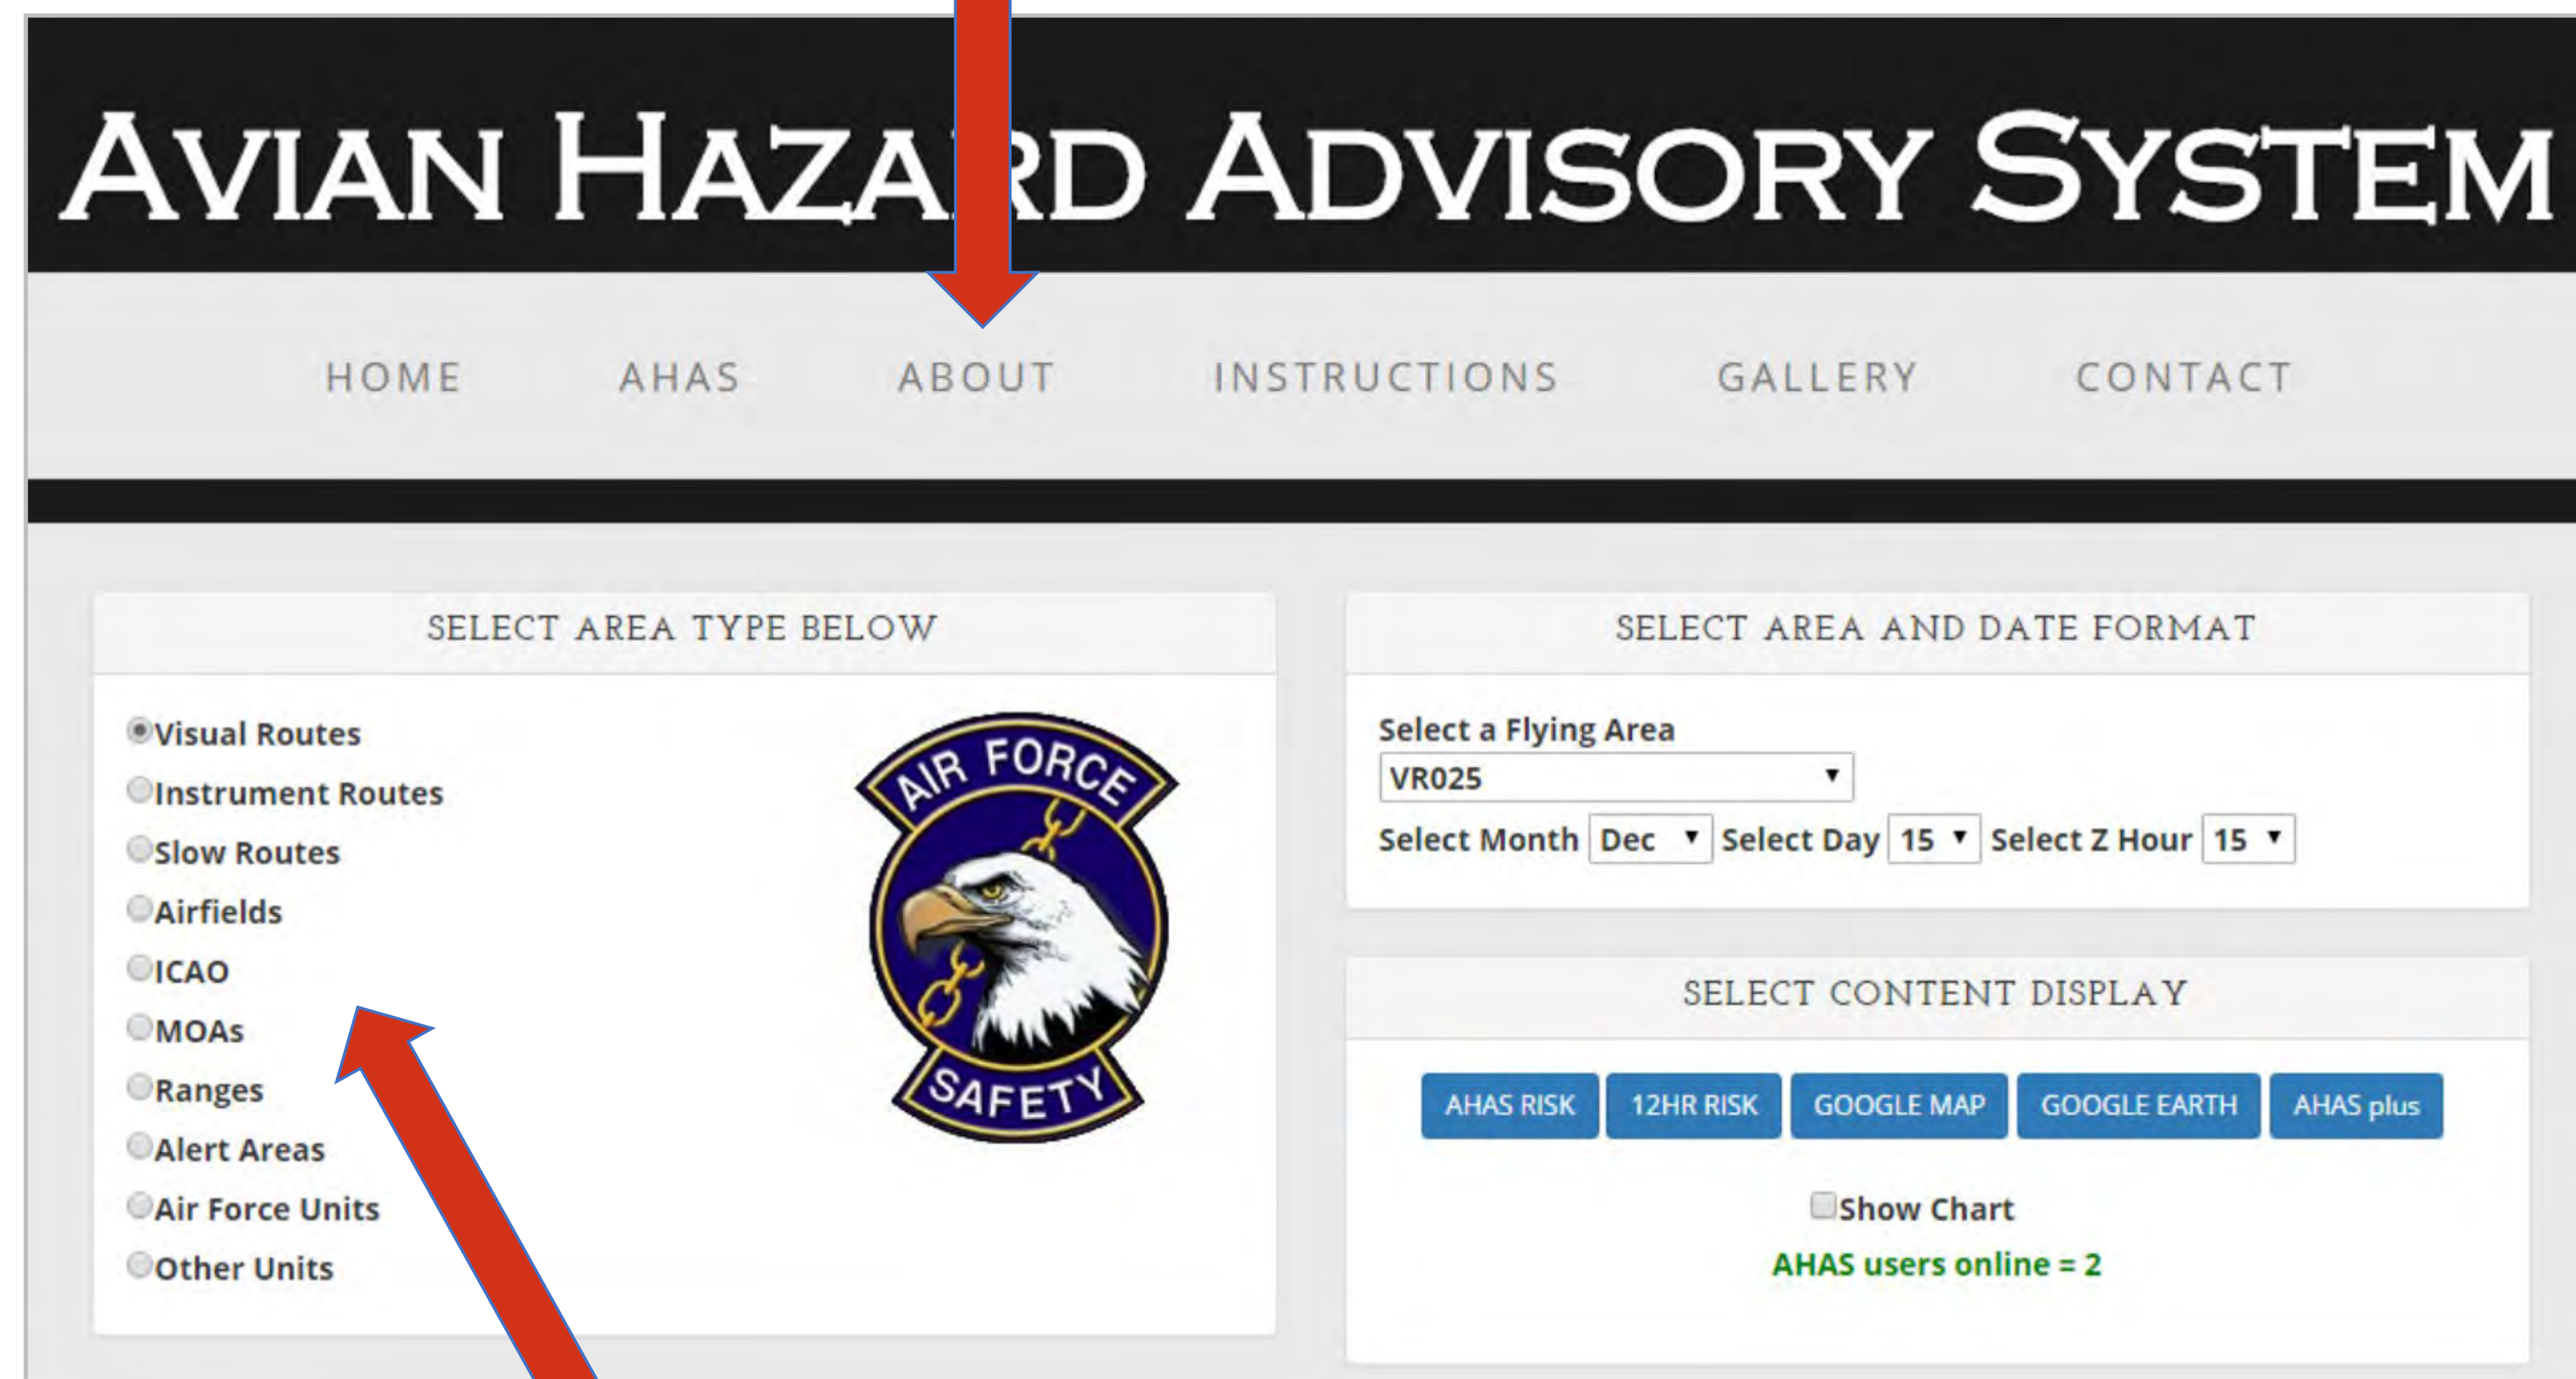 AVIAN HAZARD ADVISORY SYSTEM
HOME AHAS ABOUT INSTRUCTIONS GALLERY CONTACT
SELECT AREA TYPE BELOW
Visual Routes
Instrument Routes
Slow Routes
Airfields
ICAO
MOAs
Ranges
Alert Areas
Air Force Units
Other Units
AIR FORCE
SAFETY
SELECT AREA AND DATE FORMAT
Select a Flying Area
VR025
Select Month Dec Select Day 15 Select Z Hour 15
SELECT CONTENT DISPLAY
AHAS RISK 12HR RISK GOOGLE MAP GOOGLE EARTH AHAS plus
Show Chart
AHAS users online = 2